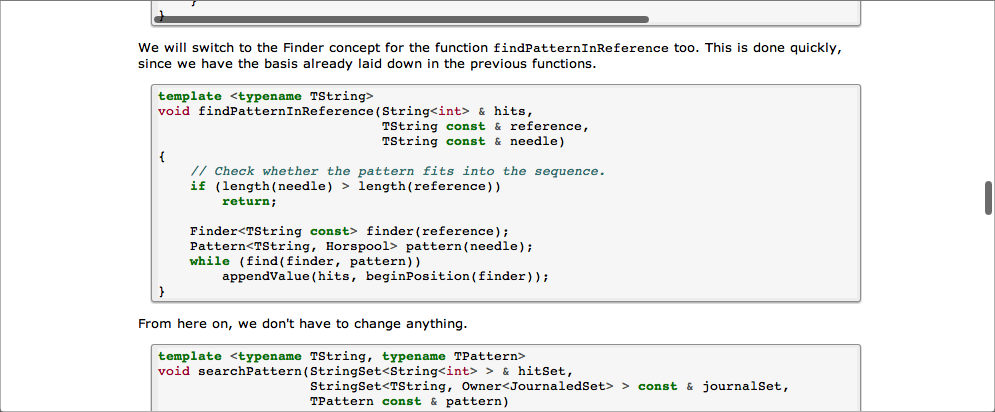 }
We will switch to the Finder concept for the function findPatternInReference too. This is done quickly,
since we have the basis already laid down in the previous functions.
template <typename TString>
void findPatternInReference(String<int> & hits,
                            TString const & reference,
                            TString const & needle)
{
    // Check whether the pattern fits into the sequence.
    if (length(needle) > length(reference))
        return;

    Finder<TString const> finder(reference);
    Pattern<TString, Horspool> pattern(needle);
    while (find(finder, pattern))
        appendValue(hits, beginPosition(finder));
}
From here on, we don't have to change anything.
template <typename TString, typename TPattern>
void searchPattern(StringSet<String<int> > & hitSet,
                   StringSet<TString, Owner<JournaledSet> > const & journalSet,
                   TPattern const & pattern)